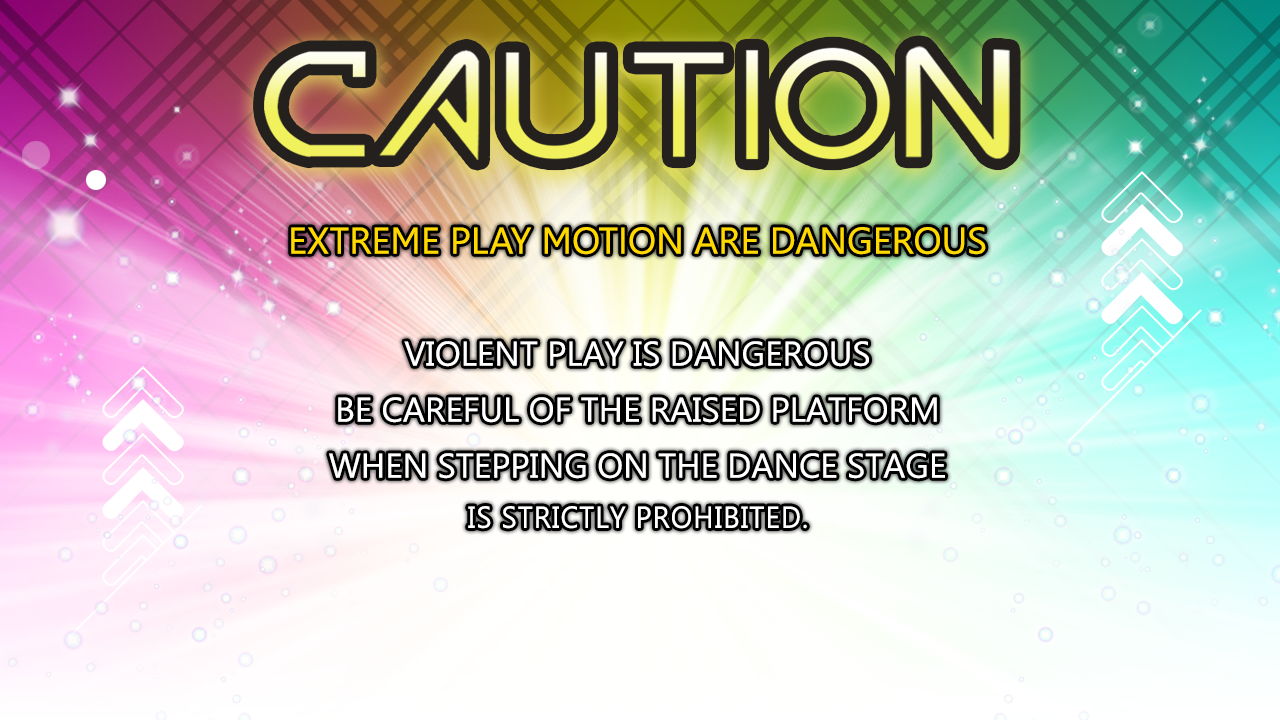 CAUTION
EXTREME PLAY MOTION ARE DANGEROUS
VIOLENT PLAY IS DANGEROUS
BE CAREFUL OF THE RAISED PLATFORM
WHEN STEPPING ON THE DANCE STAGE
IS STRICTLY PROHIBITED.